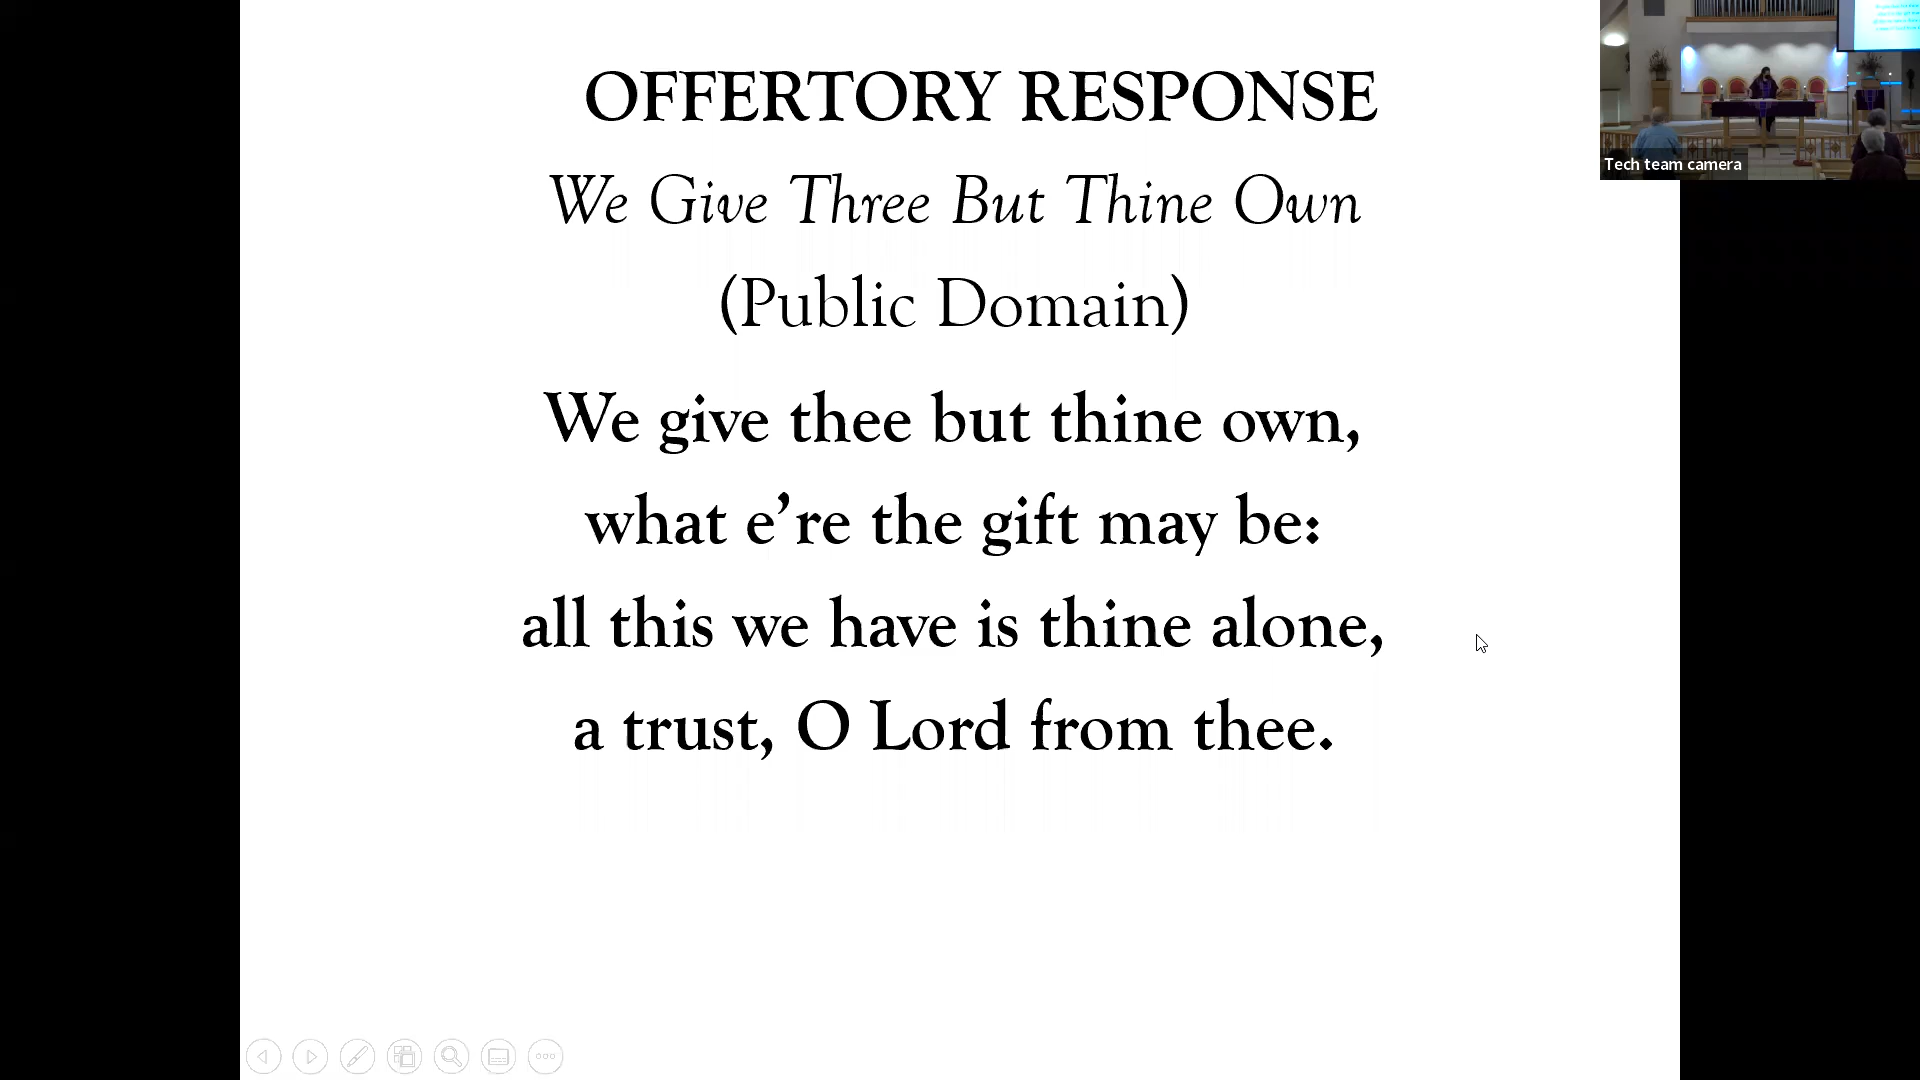 OFFERTORY RESPONSE
We Give Three But Thine Own
(Public Domain)
We give thee but thine own,
what e’re the gift may be:
all this we have is thine alone,
a trust, O Lord from thee.
Tech team camera